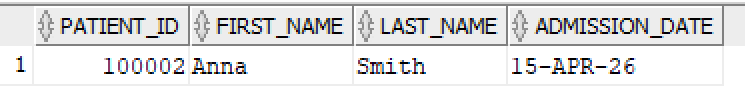 PATIENT_ID FIRST_NAME LAST_NAME ADMISSION_DATE
1 100002 Anna Smith 15-APR-26